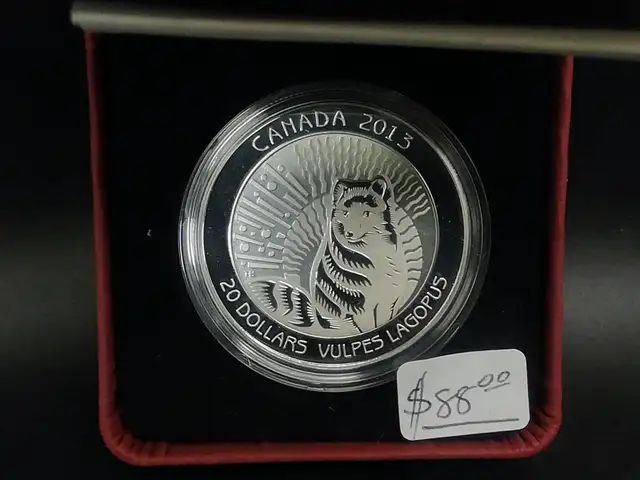 CANADA 2013
20 DOLLARS VULPES LAGOPUS
$88.00